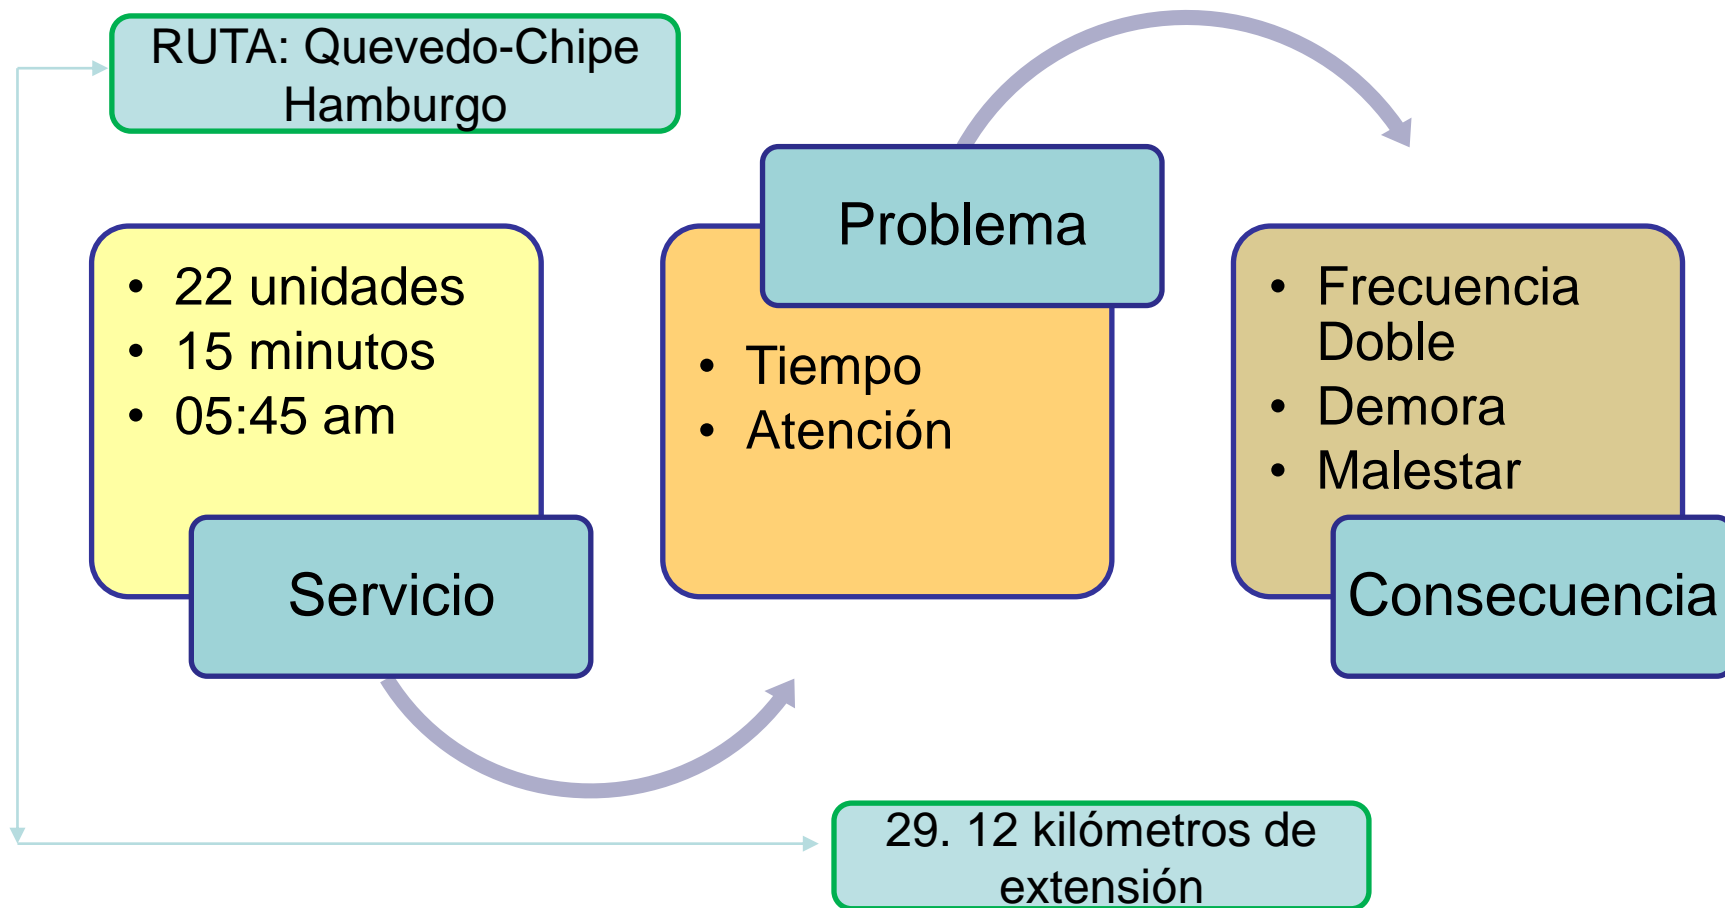 RUTA: Quevedo-Chipe
Hamburgo
• 22 unidades
• 15 minutos
• 05:45 am
Servicio
Problema
• Tiempo
• Atención
• Frecuencia
Doble
• Demora
• Malestar
Consecuencia
29. 12 kilómetros de
extensión